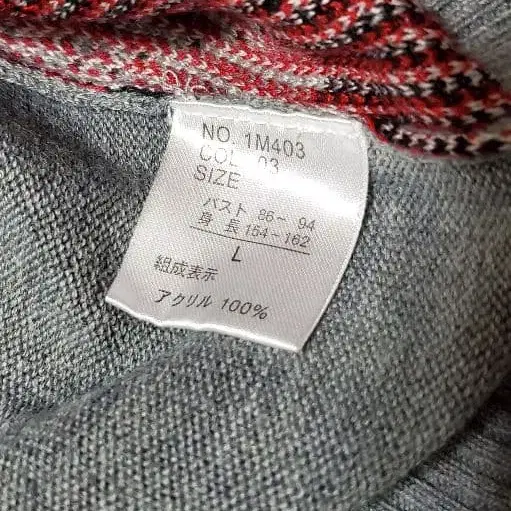 NO. 1M403
COL. 03
SIZE
バスト 86－ 94
身 長 154－162
L
組成表示
アクリル 100%